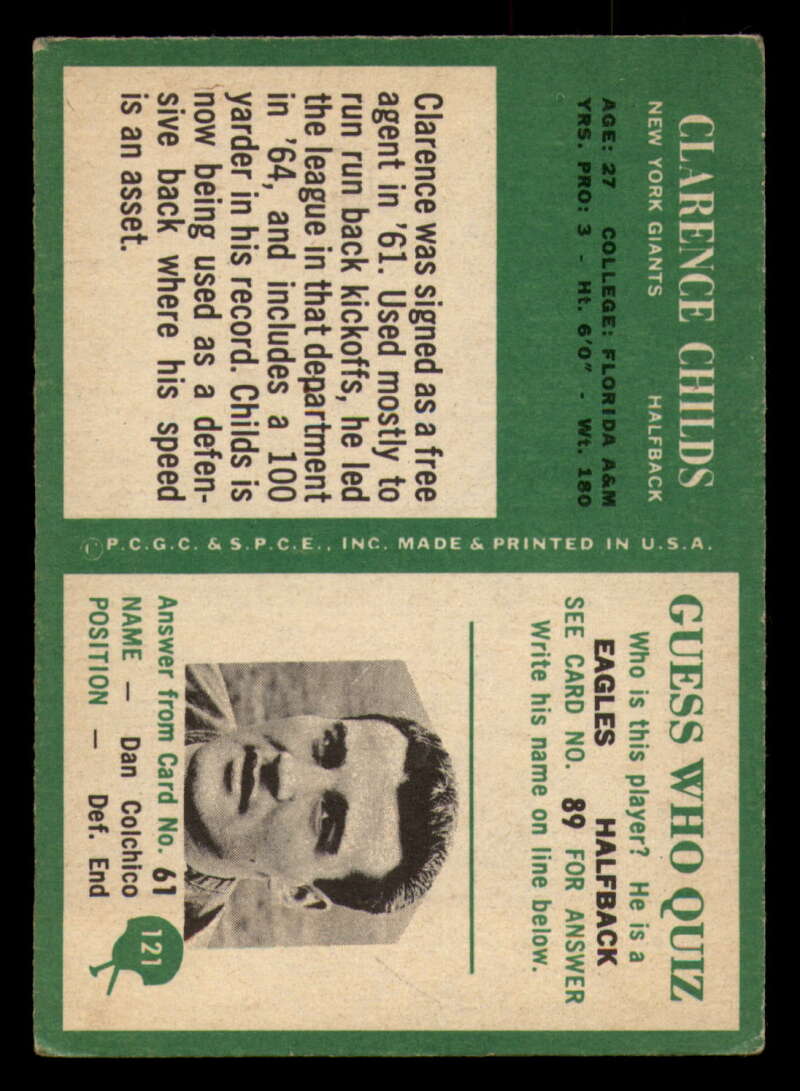 CLARENCE CHILDS
NEW YORK GIANTS HALFBACK
AGE: 27 COLLEGE: FLORIDA A&M
YRS. PRO: 3 - Ht. 6'0" - Wt. 180
Clarence was signed as a free
agent in '61. Used mostly to
run run back kickoffs, he led
the league in that department
in '64, and includes a 100
yarder in his record. Childs is
now being used as a defen-
sive back where his speed
is an asset.
© P.C.G.C. & S.P.C.E., INC. MADE & PRINTED IN U.S.A.
GUESS WHO QUIZ
Who is this player? He is a
EAGLES HALFBACK
SEE CARD NO. 89 FOR ANSWER
Write his name on line below.
Answer from Card No. 61
NAME — Dan Colchico
POSITION — Def. End
121